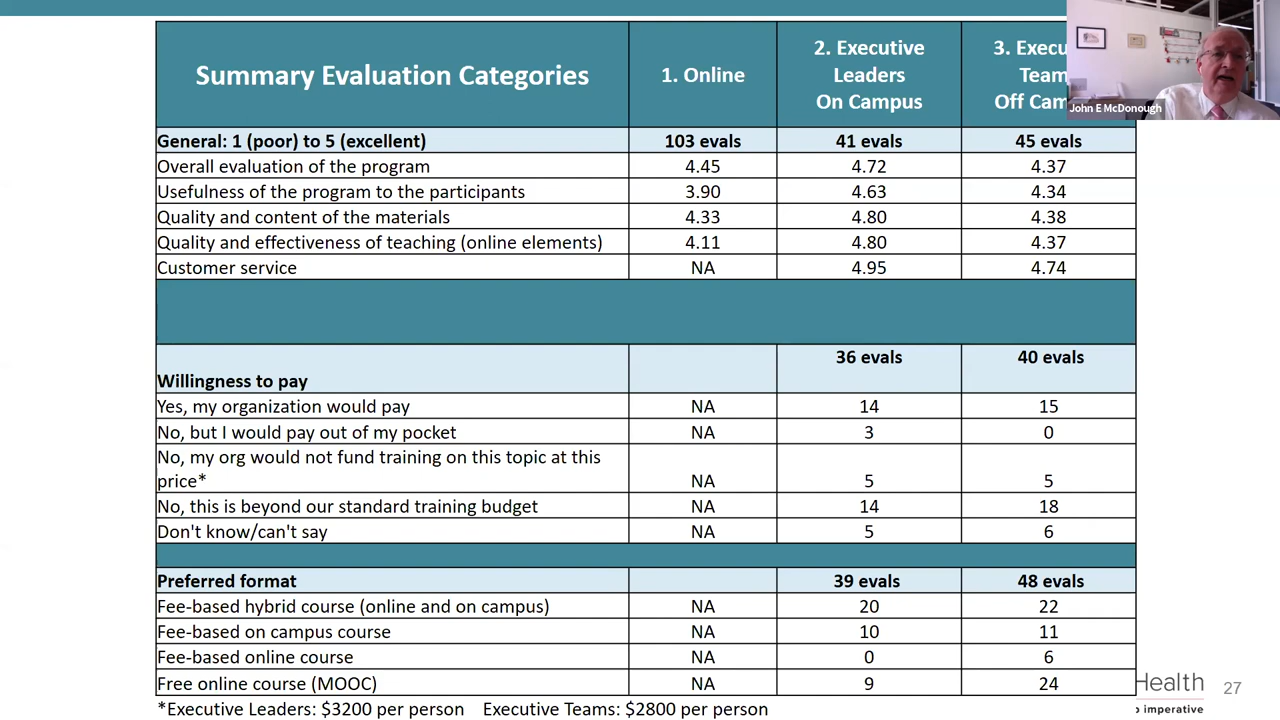 Summary Evaluation Categories 1. Online 2. Executive Leaders On Campus 3. Team Off
General: 1 (poor) to 5 (excellent) 103 evals 41 evals 45 evals
Overall evaluation of the program 4.45 4.72 4.37
Usefulness of the program to the participants 3.90 4.63 4.34
Quality and content of the materials 4.33 4.80 4.38
Quality and effectiveness of teaching (online elements) 4.11 4.80 4.37
Customer service NA 4.95 4.74
Willingness to pay 36 evals 40 evals
Yes, my organization would pay NA 14 15
No, but I would pay out of my pocket NA 3 0
No, my org would not fund training on this topic at this
price* NA 5 5
No, this is beyond our standard training budget NA 14 18
Don't know/can't say NA 5 6
Preferred format 39 evals 48 evals
Fee-based hybrid course (online and on campus) NA 20 22
Fee-based on campus course NA 10 11
Fee-based online course NA 0 6
Free online course (MOOC) NA 9 24
*Executive Leaders: $3200 per person Executive Teams: $2800 per person
John E McDonough
Health
imperative
27